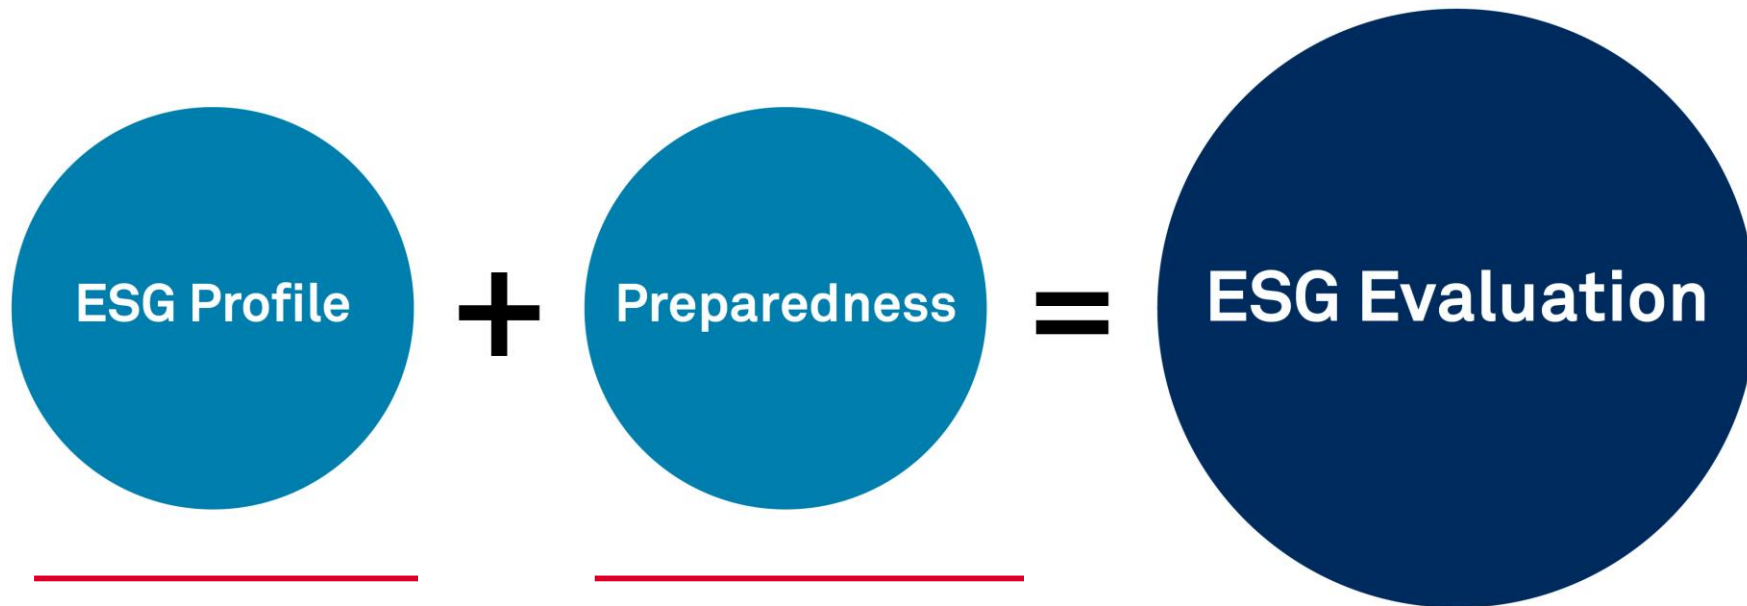 ESG Profile
+
Preparedness
=
ESG Evaluation